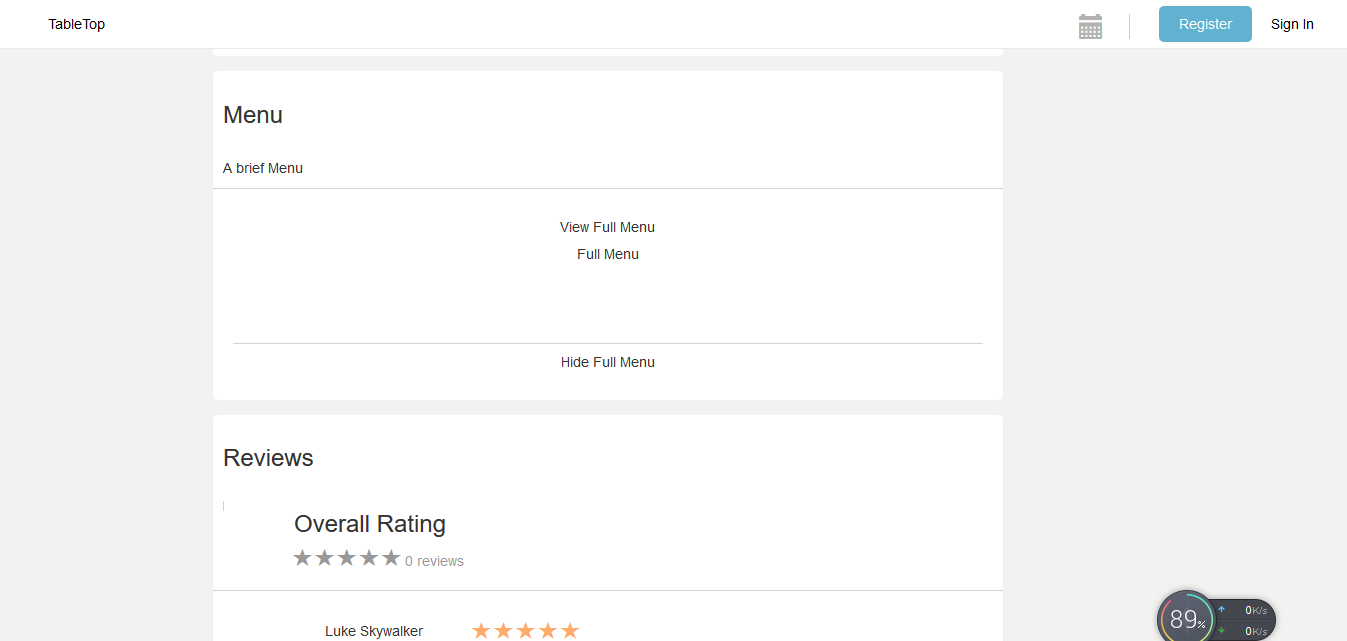 TableTop
Register
Sign In
Menu
A brief Menu
View Full Menu
Full Menu
Hide Full Menu
Reviews
Overall Rating
0 reviews
Luke Skywalker
89%
0K/s
0K/s